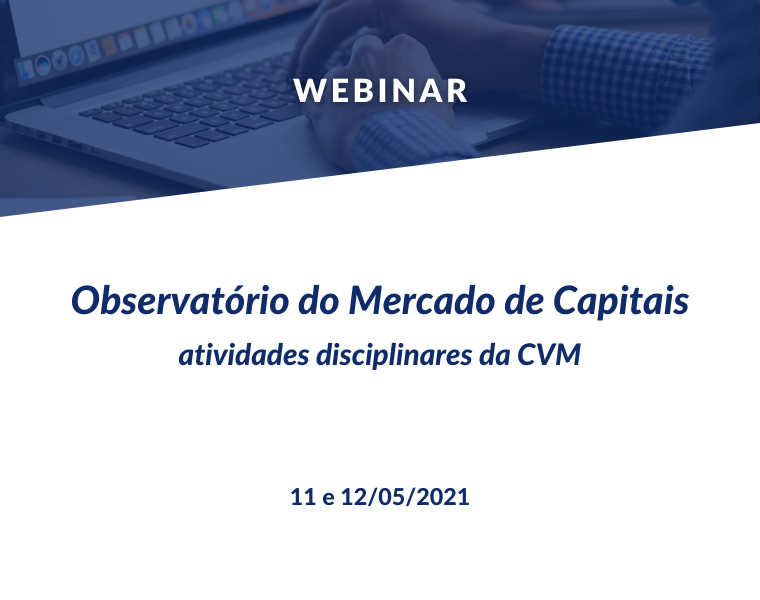 WEBINAR
Observatório do Mercado de Capitais
atividades disciplinares da CVM
11 e 12/05/2021